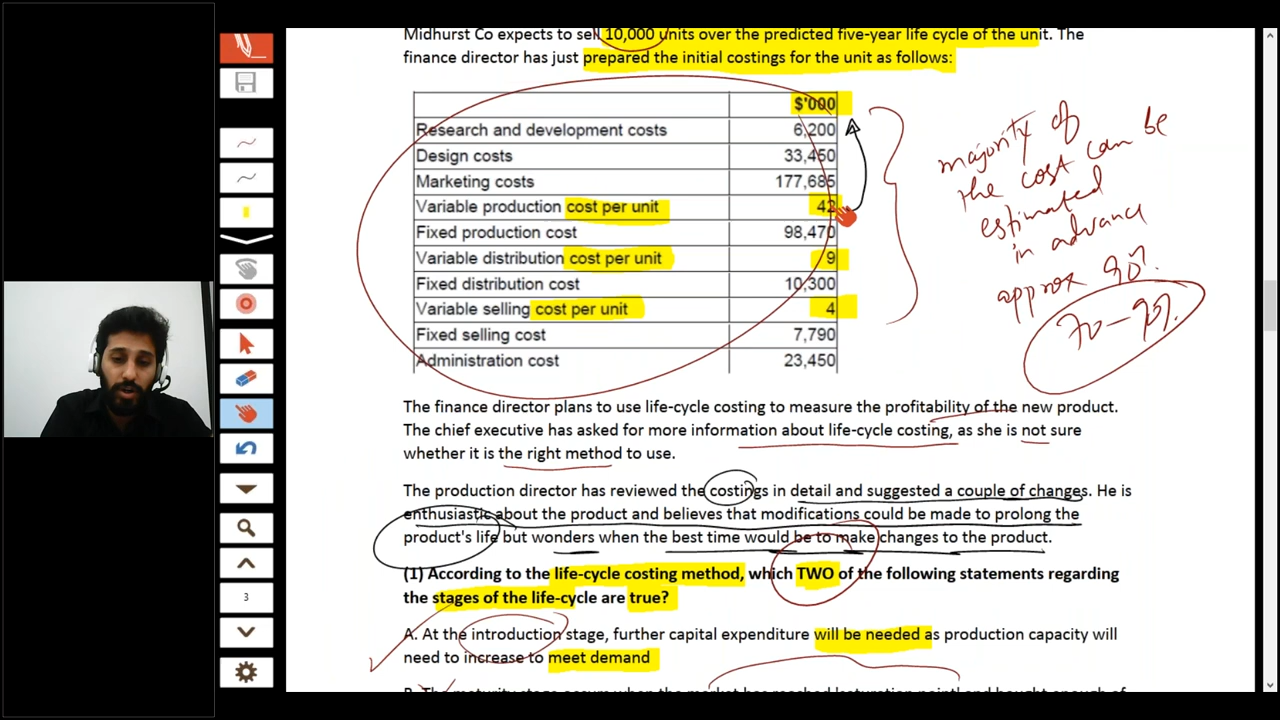 Midhurst Co expects to sell 10,000 units over the predicted five-year life cycle of the unit. The
finance director has just prepared the initial costings for the unit as follows:
$'000
Research and development costs 6,200
Design costs 33,450
Marketing costs 177,685
Variable production cost per unit 42
Fixed production cost 98,470
Variable distribution cost per unit 9
Fixed distribution cost 10,300
Variable selling cost per unit 4
Fixed selling cost 7,790
Administration cost 23,450
majority of
the cost can be
estimated
in advance
approx 90%.
70-90%.
The finance director plans to use life-cycle costing to measure the profitability of the new product.
The chief executive has asked for more information about life-cycle costing, as she is not sure
whether it is the right method to use.
The production director has reviewed the costings in detail and suggested a couple of changes. He is
enthusiastic about the product and believes that modifications could be made to prolong the
product's life but wonders when the best time would be to make changes to the product.
(1) According to the life-cycle costing method, which TWO of the following statements regarding
the stages of the life-cycle are true?
A. At the introduction stage, further capital expenditure will be needed as production capacity will
need to increase to meet demand
3